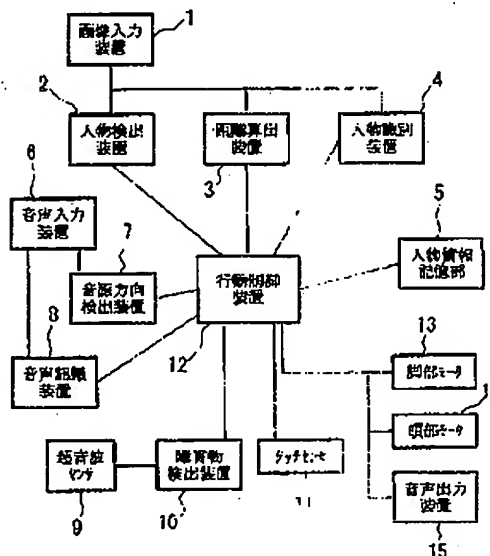 1
画像入力
装置
2
人物検出
装置
距離算出
装置
3
4
人物識別
装置
5
人物情報
記憶部
6
音声入力
装置
7
音源方向
検出装置
8
音声認識
装置
行動制御
装置
12
超音波
センサ
9
障害物
検出装置
10
タッチセンサ
11
13
脚部モータ
頭部モータ
1
音声出力
装置
15